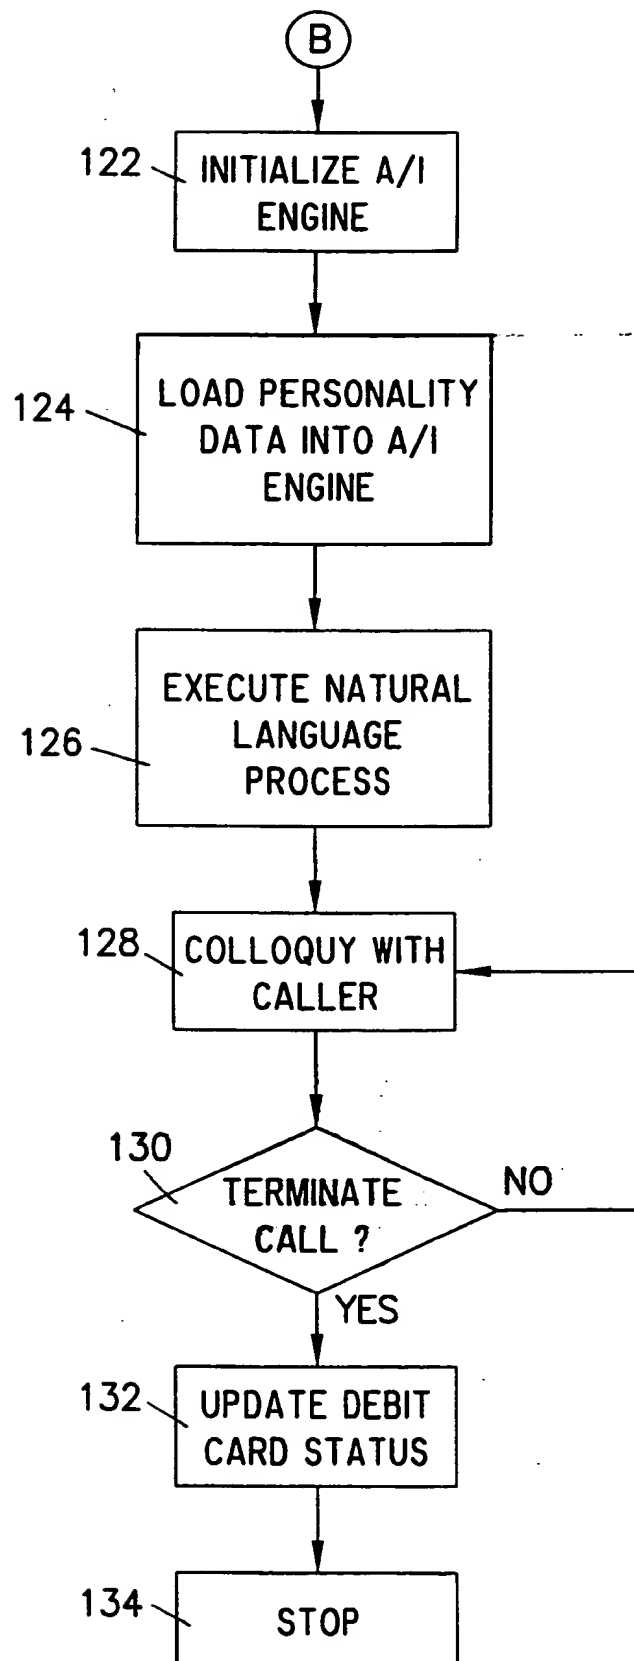 B
122
INITIALIZE A/I
ENGINE
124
LOAD PERSONALITY
DATA INTO A/I
ENGINE
126
EXECUTE NATURAL
LANGUAGE
PROCESS
128
COLLOQUY WITH
CALLER
130
TERMINATE
CALL ?
NO
YES
132
UPDATE DEBIT
CARD STATUS
134
STOP